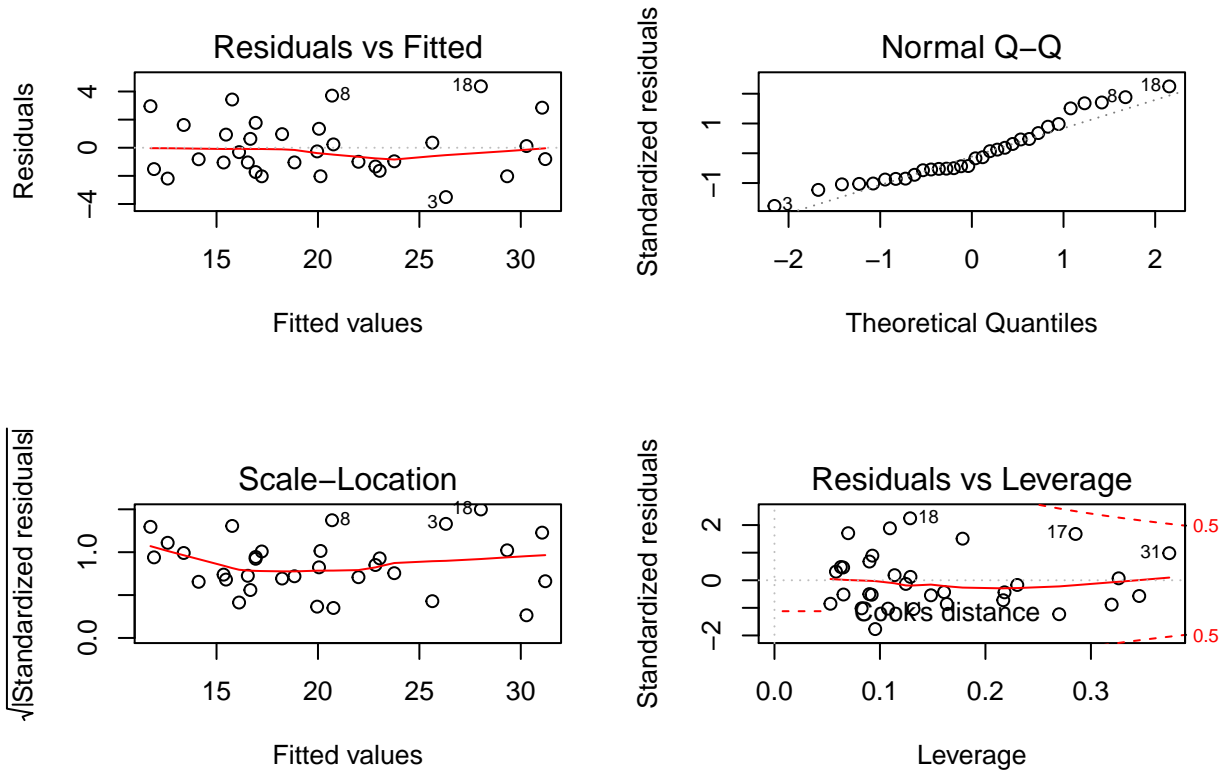 Residuals vs Fitted
Residuals
4
0
−4
18
8
3
15 20 25 30
Fitted values
Normal Q−Q
Standardized residuals
1
−1
18
8
3
−2 −1 0 1 2
Theoretical Quantiles
Scale−Location
√|Standardized residuals|
1.0
0.0
18
8
3
15 20 25 30
Fitted values
Residuals vs Leverage
Standardized residuals
2
0
−2
18
17
31
0.5
Cook's distance
0.5
0.0 0.1 0.2 0.3
Leverage